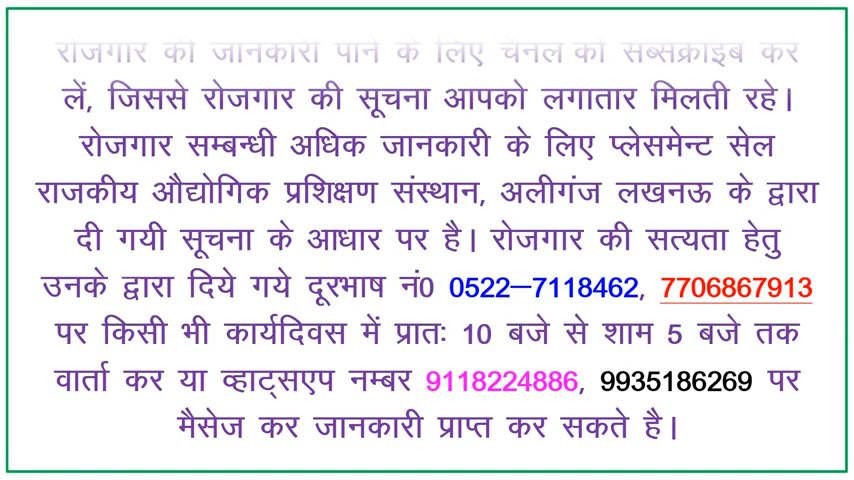 रोजगार की जानकारी पाने के लिए चैनल को सब्सक्राइब कर
लें, जिससे रोजगार की सूचना आपको लगातार मिलती रहे।
रोजगार सम्बन्धी अधिक जानकारी के लिए प्लेसमेन्ट सेल
राजकीय औद्योगिक प्रशिक्षण संस्थान, अलीगंज लखनऊ के द्वारा
दी गयी सूचना के आधार पर है। रोजगार की सत्यता हेतु
उनके द्वारा दिये गये दूरभाष नं0 0522–7118462, 7706867913
पर किसी भी कार्यदिवस में प्रातः 10 बजे से शाम 5 बजे तक
वार्ता कर या व्हाट्सएप नम्बर 9118224886, 9935186269 पर
मैसेज कर जानकारी प्राप्त कर सकते है।